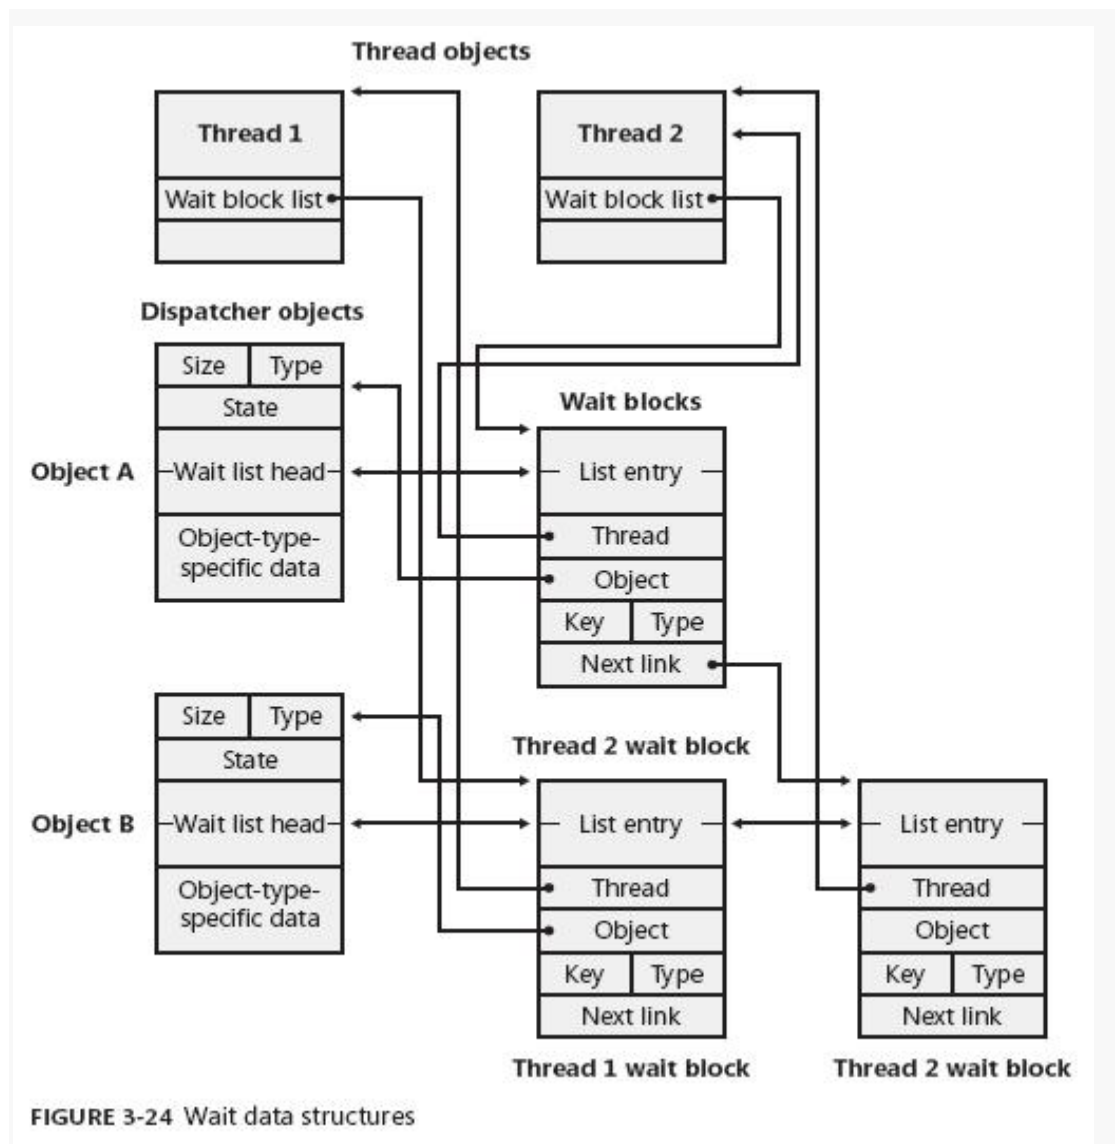 Thread objects
Thread 1
Thread 2
Wait block list
Wait block list
Dispatcher objects
Size
Type
State
Wait blocks
Object A
Wait list head
List entry
Object-type-
specific data
Thread
Object
Key
Type
Next link
Size
Type
State
Thread 2 wait block
Object B
Wait list head
List entry
List entry
Object-type-
specific data
Thread
Thread
Object
Object
Key
Type
Key
Type
Next link
Next link
Thread 1 wait block
Thread 2 wait block
FIGURE 3-24 Wait data structures